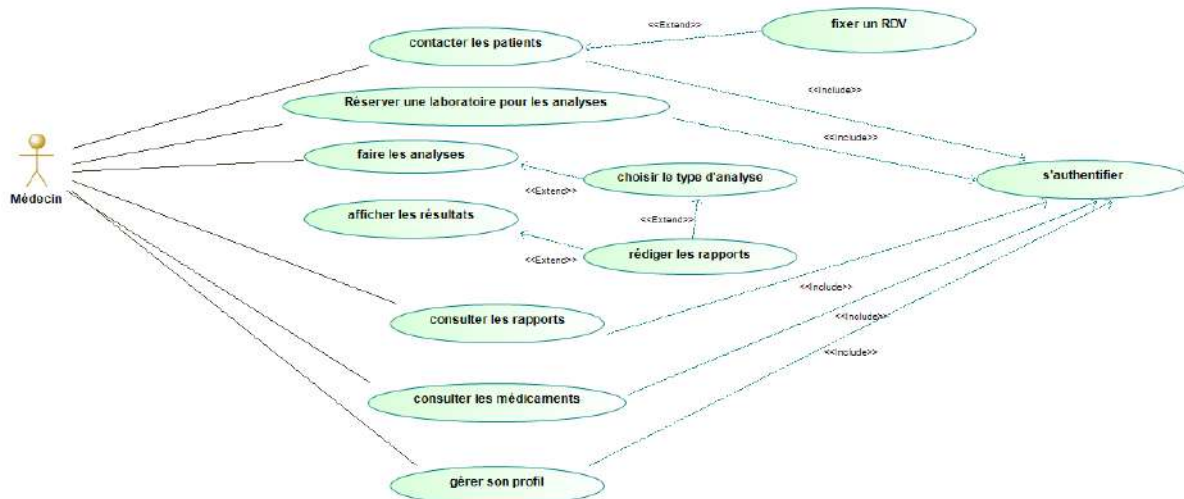 <<Extend>>
fixer un RDV
contacter les patients
<<Include>>
Réserver une laboratoire pour les analyses
<<Include>>
Médecin
faire les analyses
choisir le type d'analyse
s'authentifier
<<Extend>>
afficher les résultats
<<Extend>>
rédiger les rapports
<<Extend>>
<<Include>>
consulter les rapports
<<Include>>
<<Include>>
consulter les médicaments
gérer son profil